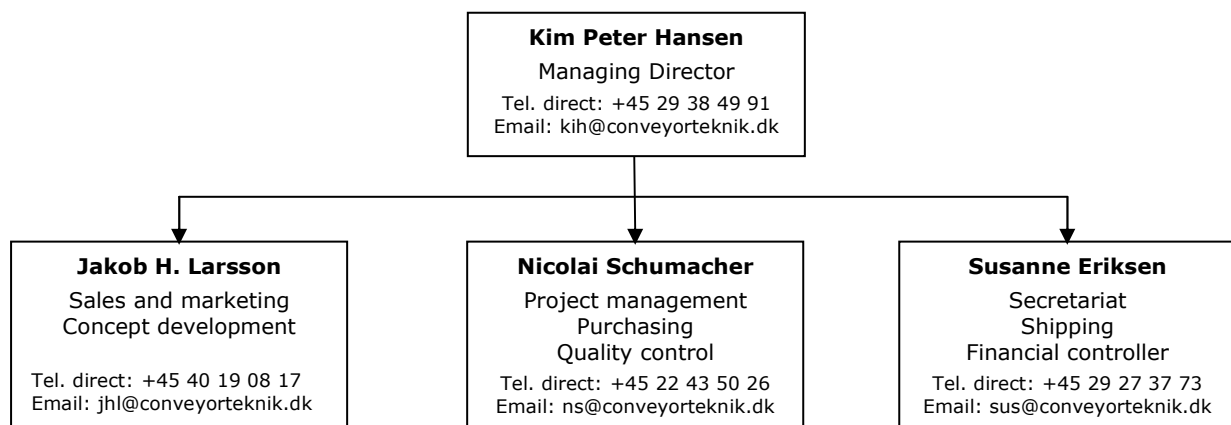 Kim Peter Hansen
Managing Director
Tel. direct: +45 29 38 49 91
Email: kih@conveyorteknik.dk
Jakob H. Larsson
Sales and marketing
Concept development
Tel. direct: +45 40 19 08 17
Email: jhl@conveyorteknik.dk
Nicolai Schumacher
Project management
Purchasing
Quality control
Tel. direct: +45 22 43 50 26
Email: ns@conveyorteknik.dk
Susanne Eriksen
Secretariat
Shipping
Financial controller
Tel. direct: +45 29 27 37 73
Email: sus@conveyorteknik.dk